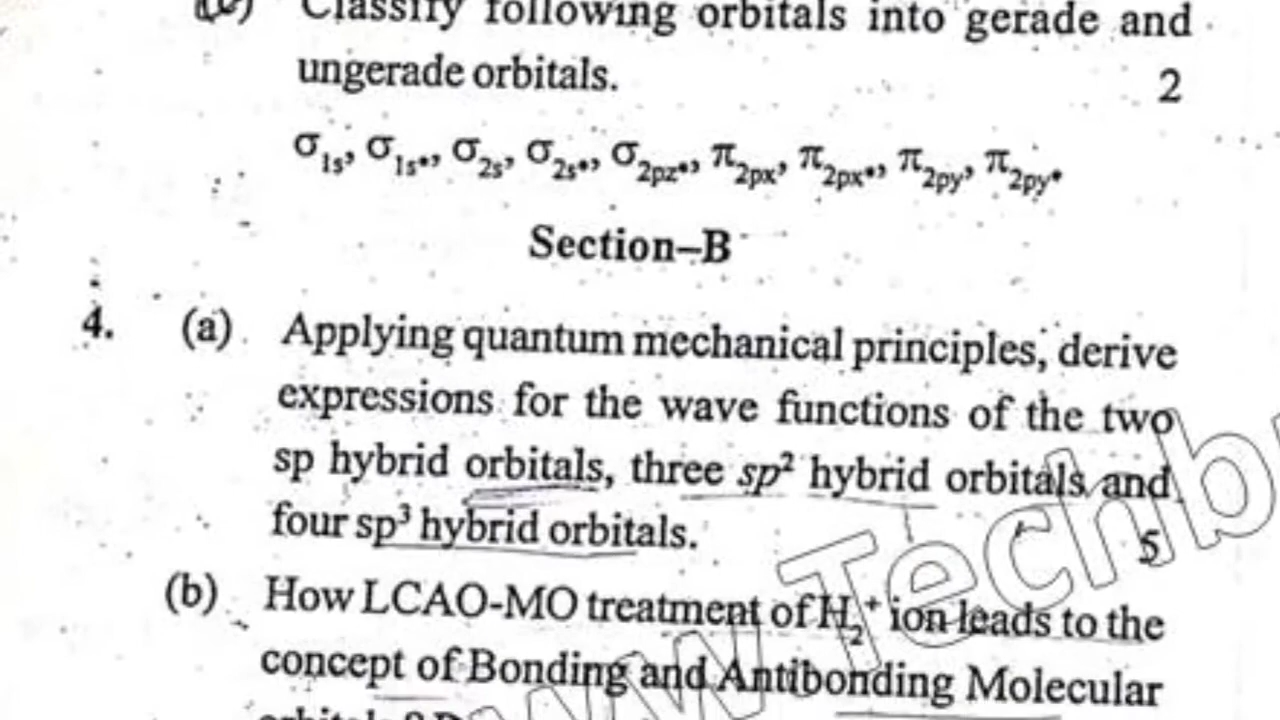 Classify following orbitals into gerade and
ungerade orbitals. 2
σ1s, σ1s*, σ2s, σ2s*, σ2pz*, π2px, π2px*, π2py, π2py*
Section–B
4. (a) Applying quantum mechanical principles, derive
expressions for the wave functions of the two
sp hybrid orbitals, three sp² hybrid orbitals and
four sp³ hybrid orbitals. 5
(b) How LCAO-MO treatment of H₂⁺ ion leads to the
concept of Bonding and Antibonding Molecular